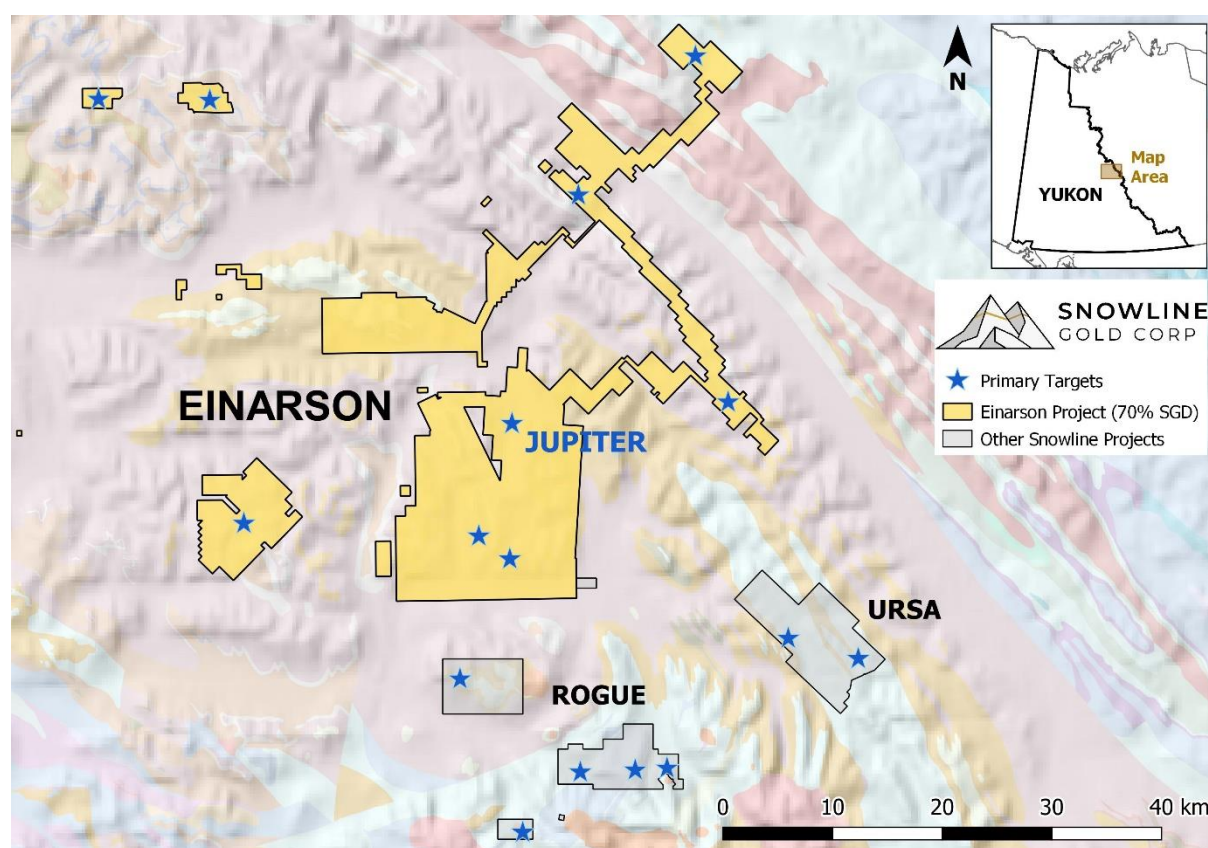 N
YUKON
Map
Area
SNOWLINE
GOLD CORP
Primary Targets
Einarson Project (70% SGD)
Other Snowline Projects
EINARSON
JUPITER
URSA
ROGUE
0 10 20 30 40 km